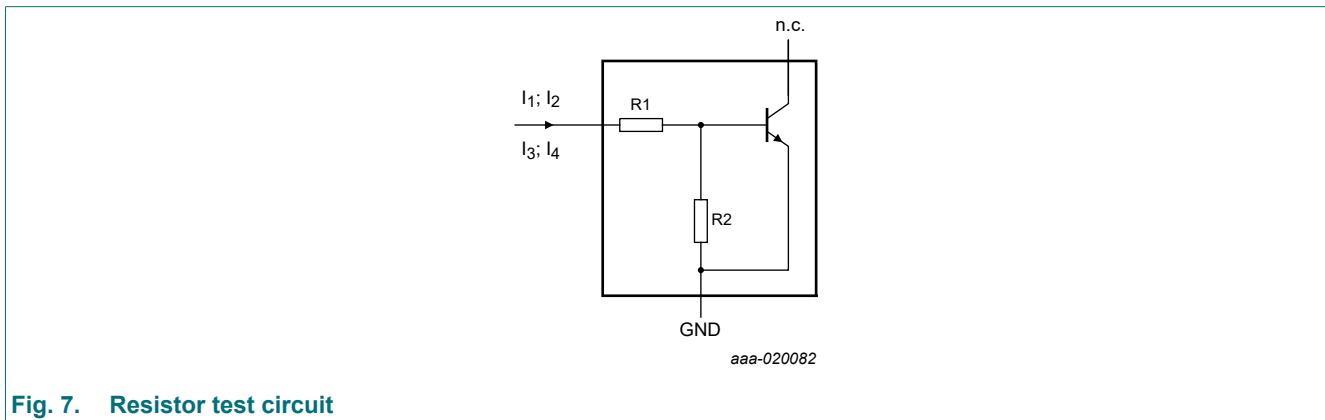 n.c.
I1; I2
R1
I3; I4
R2
GND
aaa-020082
Fig. 7. Resistor test circuit